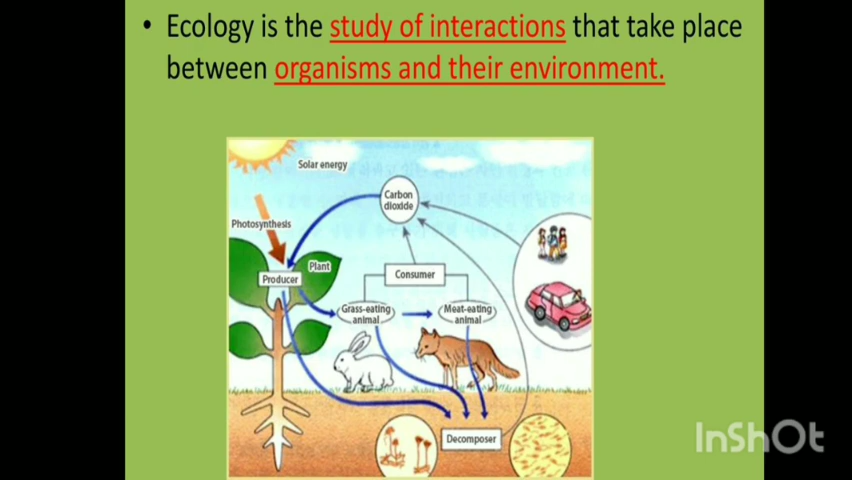 • Ecology is the study of interactions that take place
between organisms and their environment.
Solar energy
Carbon
dioxide
Photosynthesis
Plant
Producer
Consumer
Grass-eating
animal
Meat-eating
animal
Decomposer
InShOt